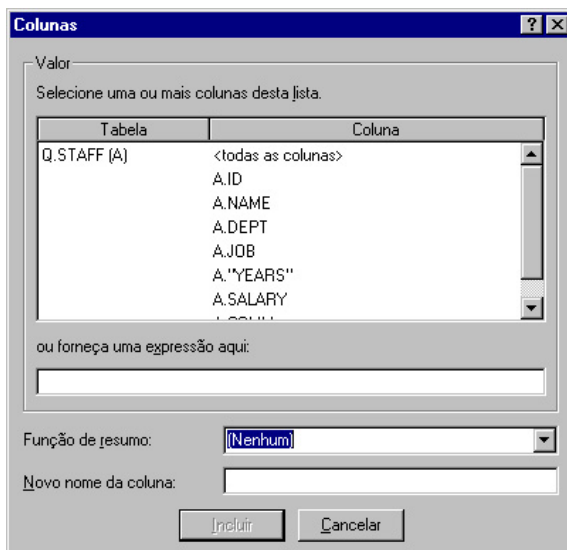 Colunas
Valor
Selecione uma ou mais colunas desta lista.
Tabela Coluna
Q.STAFF (A) <todas as colunas>
A.ID
A.NAME
A.DEPT
A.JOB
A."YEARS"
A.SALARY
ou forneça uma expressão aqui:
Função de resumo: (Nenhum)
Novo nome da coluna:
Incluir Cancelar